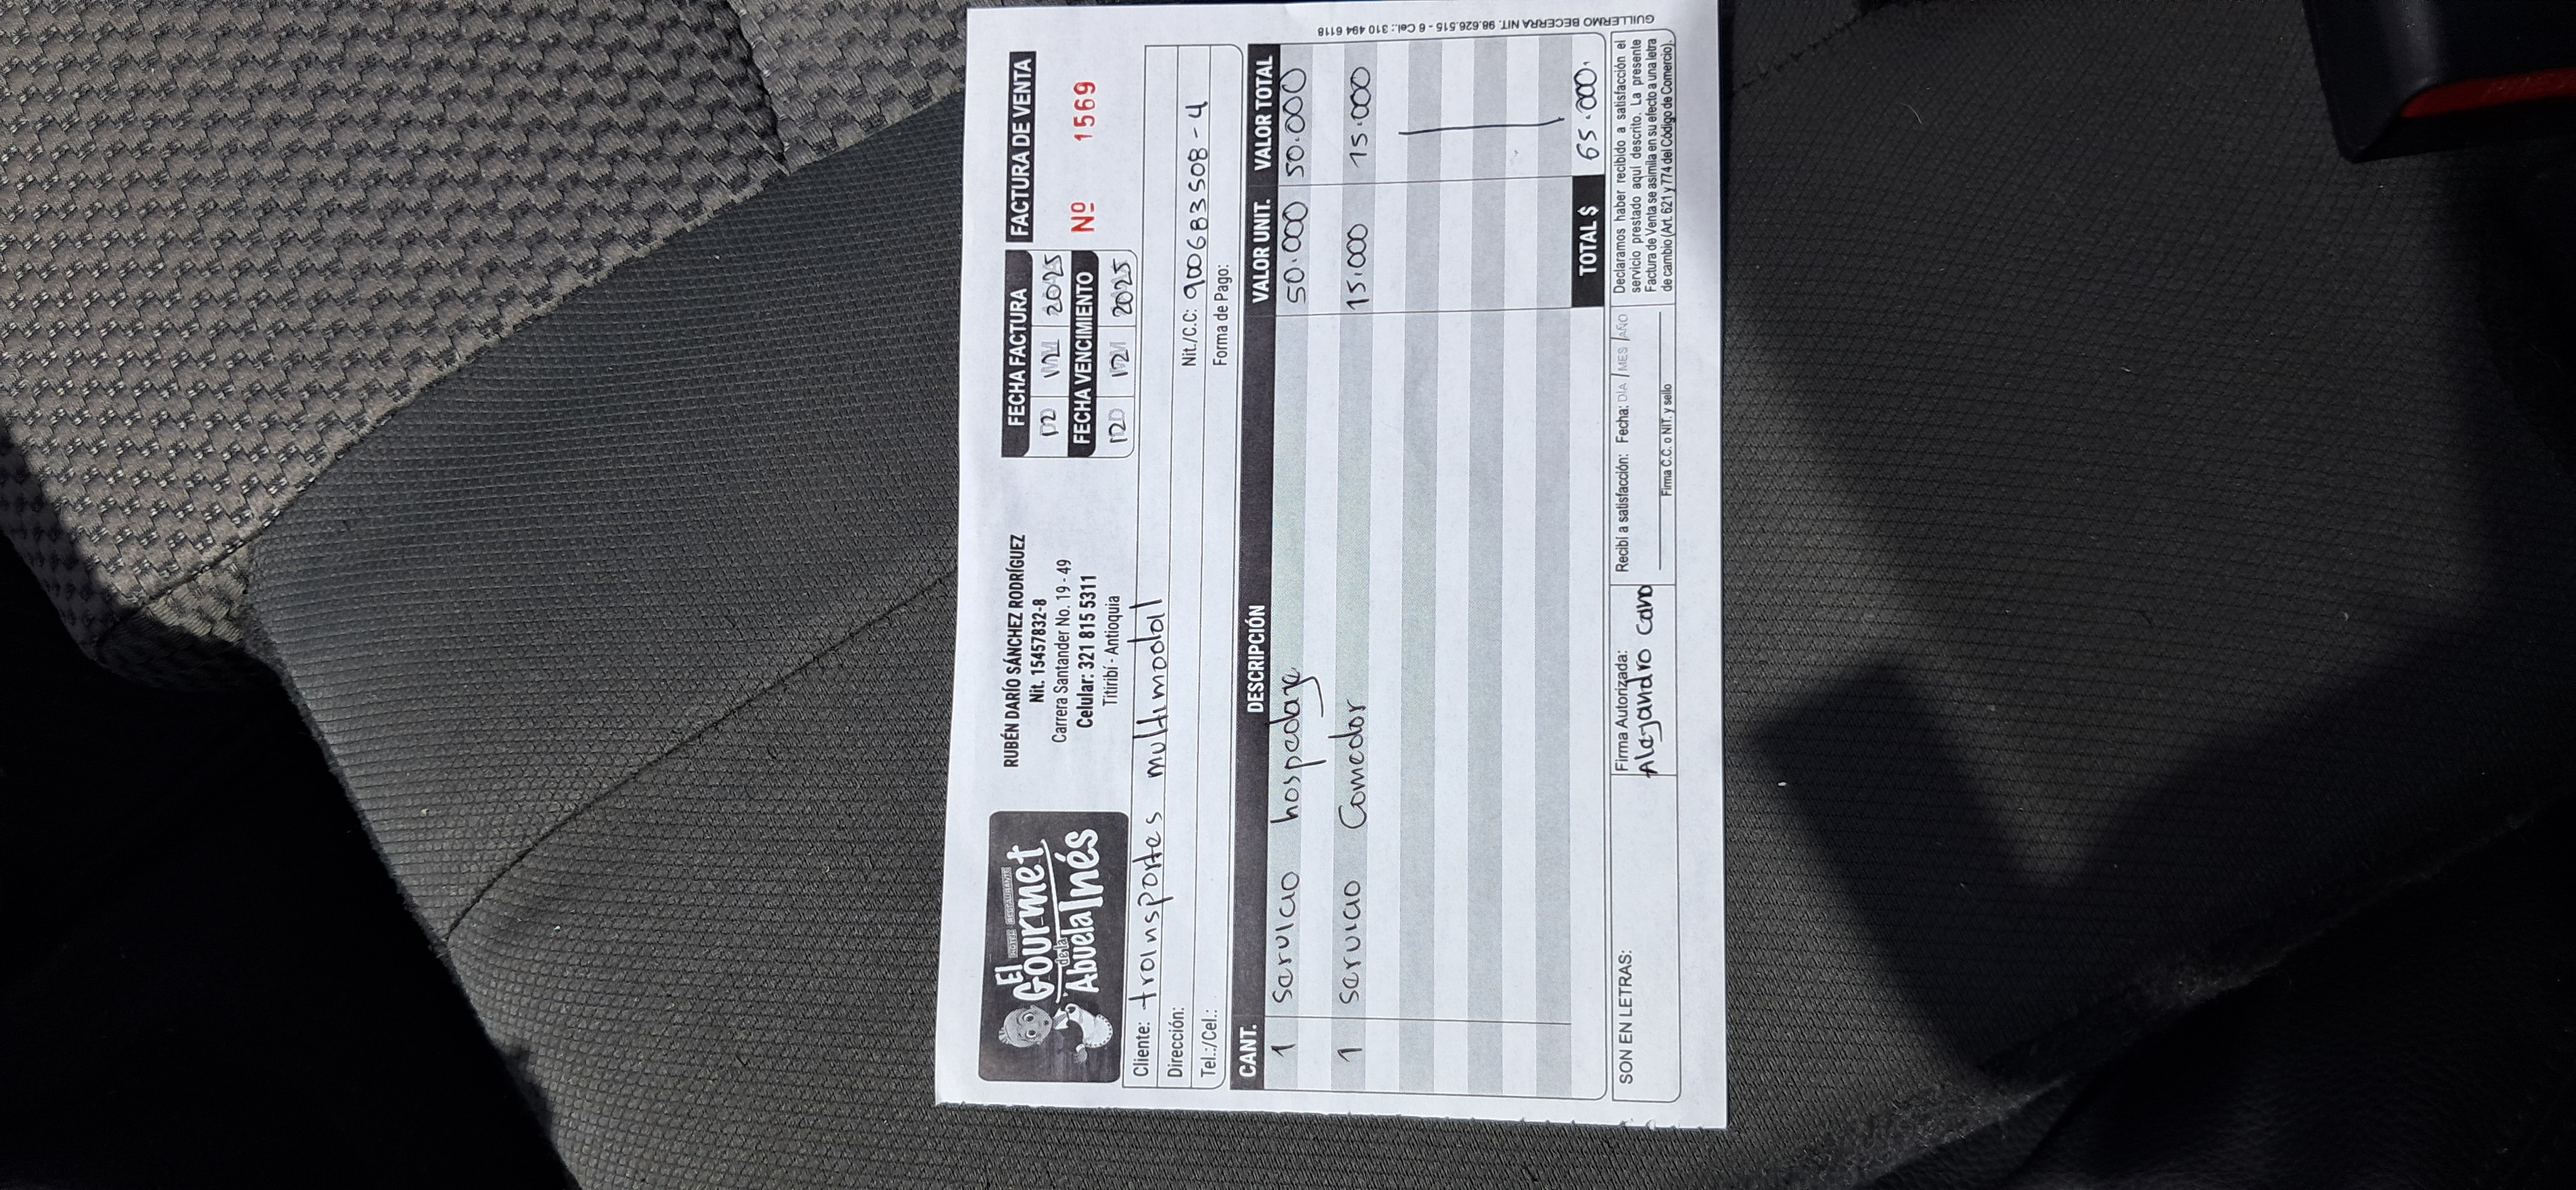 El
HOTEL RESTAURANTE
Gourmet
de la
Abuela Inés
RUBÉN DARÍO SÁNCHEZ RODRÍGUEZ
Nit. 15457832-8
Carrera Santander No. 19 - 49
Celular: 321 815 5311
Titiribí - Antioquia
FECHA FACTURA
12 2025
FECHA VENCIMIENTO
12 12 2025
FACTURA DE VENTA
Nº 1569
Cliente: transportes multimodal
Dirección: Nit./C.C: 900683508-4
Tel.:/Cel.: Forma de Pago:
CANT. DESCRIPCIÓN VALOR UNIT. VALOR TOTAL
1 servicio hospedaje 50.000 50.000
1 servicio Comedor 15.000 15.000
TOTAL $ 65.000
SON EN LETRAS:
Firma Autorizada:
Alejandro Cano
Recibí a satisfacción: Fecha: DIA / MES / AÑO
Firma C.C. o NIT. y sello
Declaramos haber recibido a satisfacción el
servicio prestado aquí descrito. La presente
Factura de Venta se asimila en su efecto a una letra
de cambio (Art. 621 y 774 del Código de Comercio).
GUILLERMO BECERRA NIT. 98.626.515 - 6 Cel.: 310 494 6118